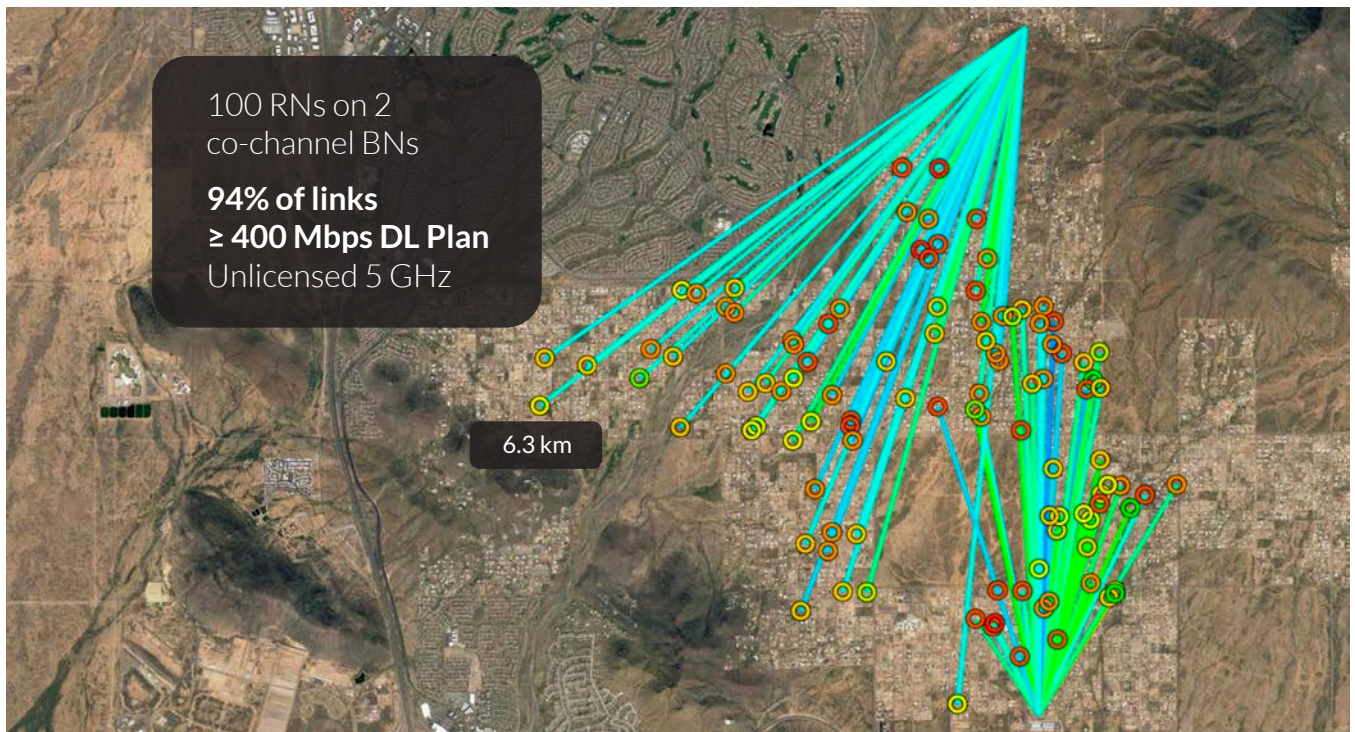 100 RNs on 2
co-channel BNs
94% of links
≥ 400 Mbps DL Plan
Unlicensed 5 GHz
6.3 km